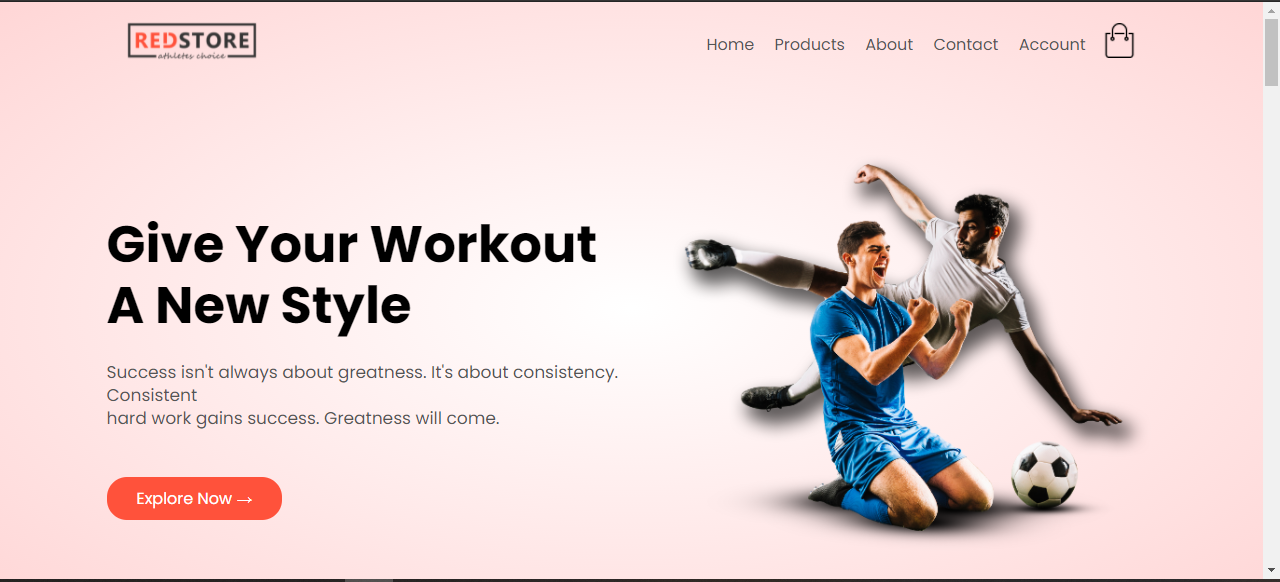 REDSTORE
athletes choice
Home Products About Contact Account
Give Your Workout
A New Style
Success isn't always about greatness. It's about consistency.
Consistent
hard work gains success. Greatness will come.
Explore Now →